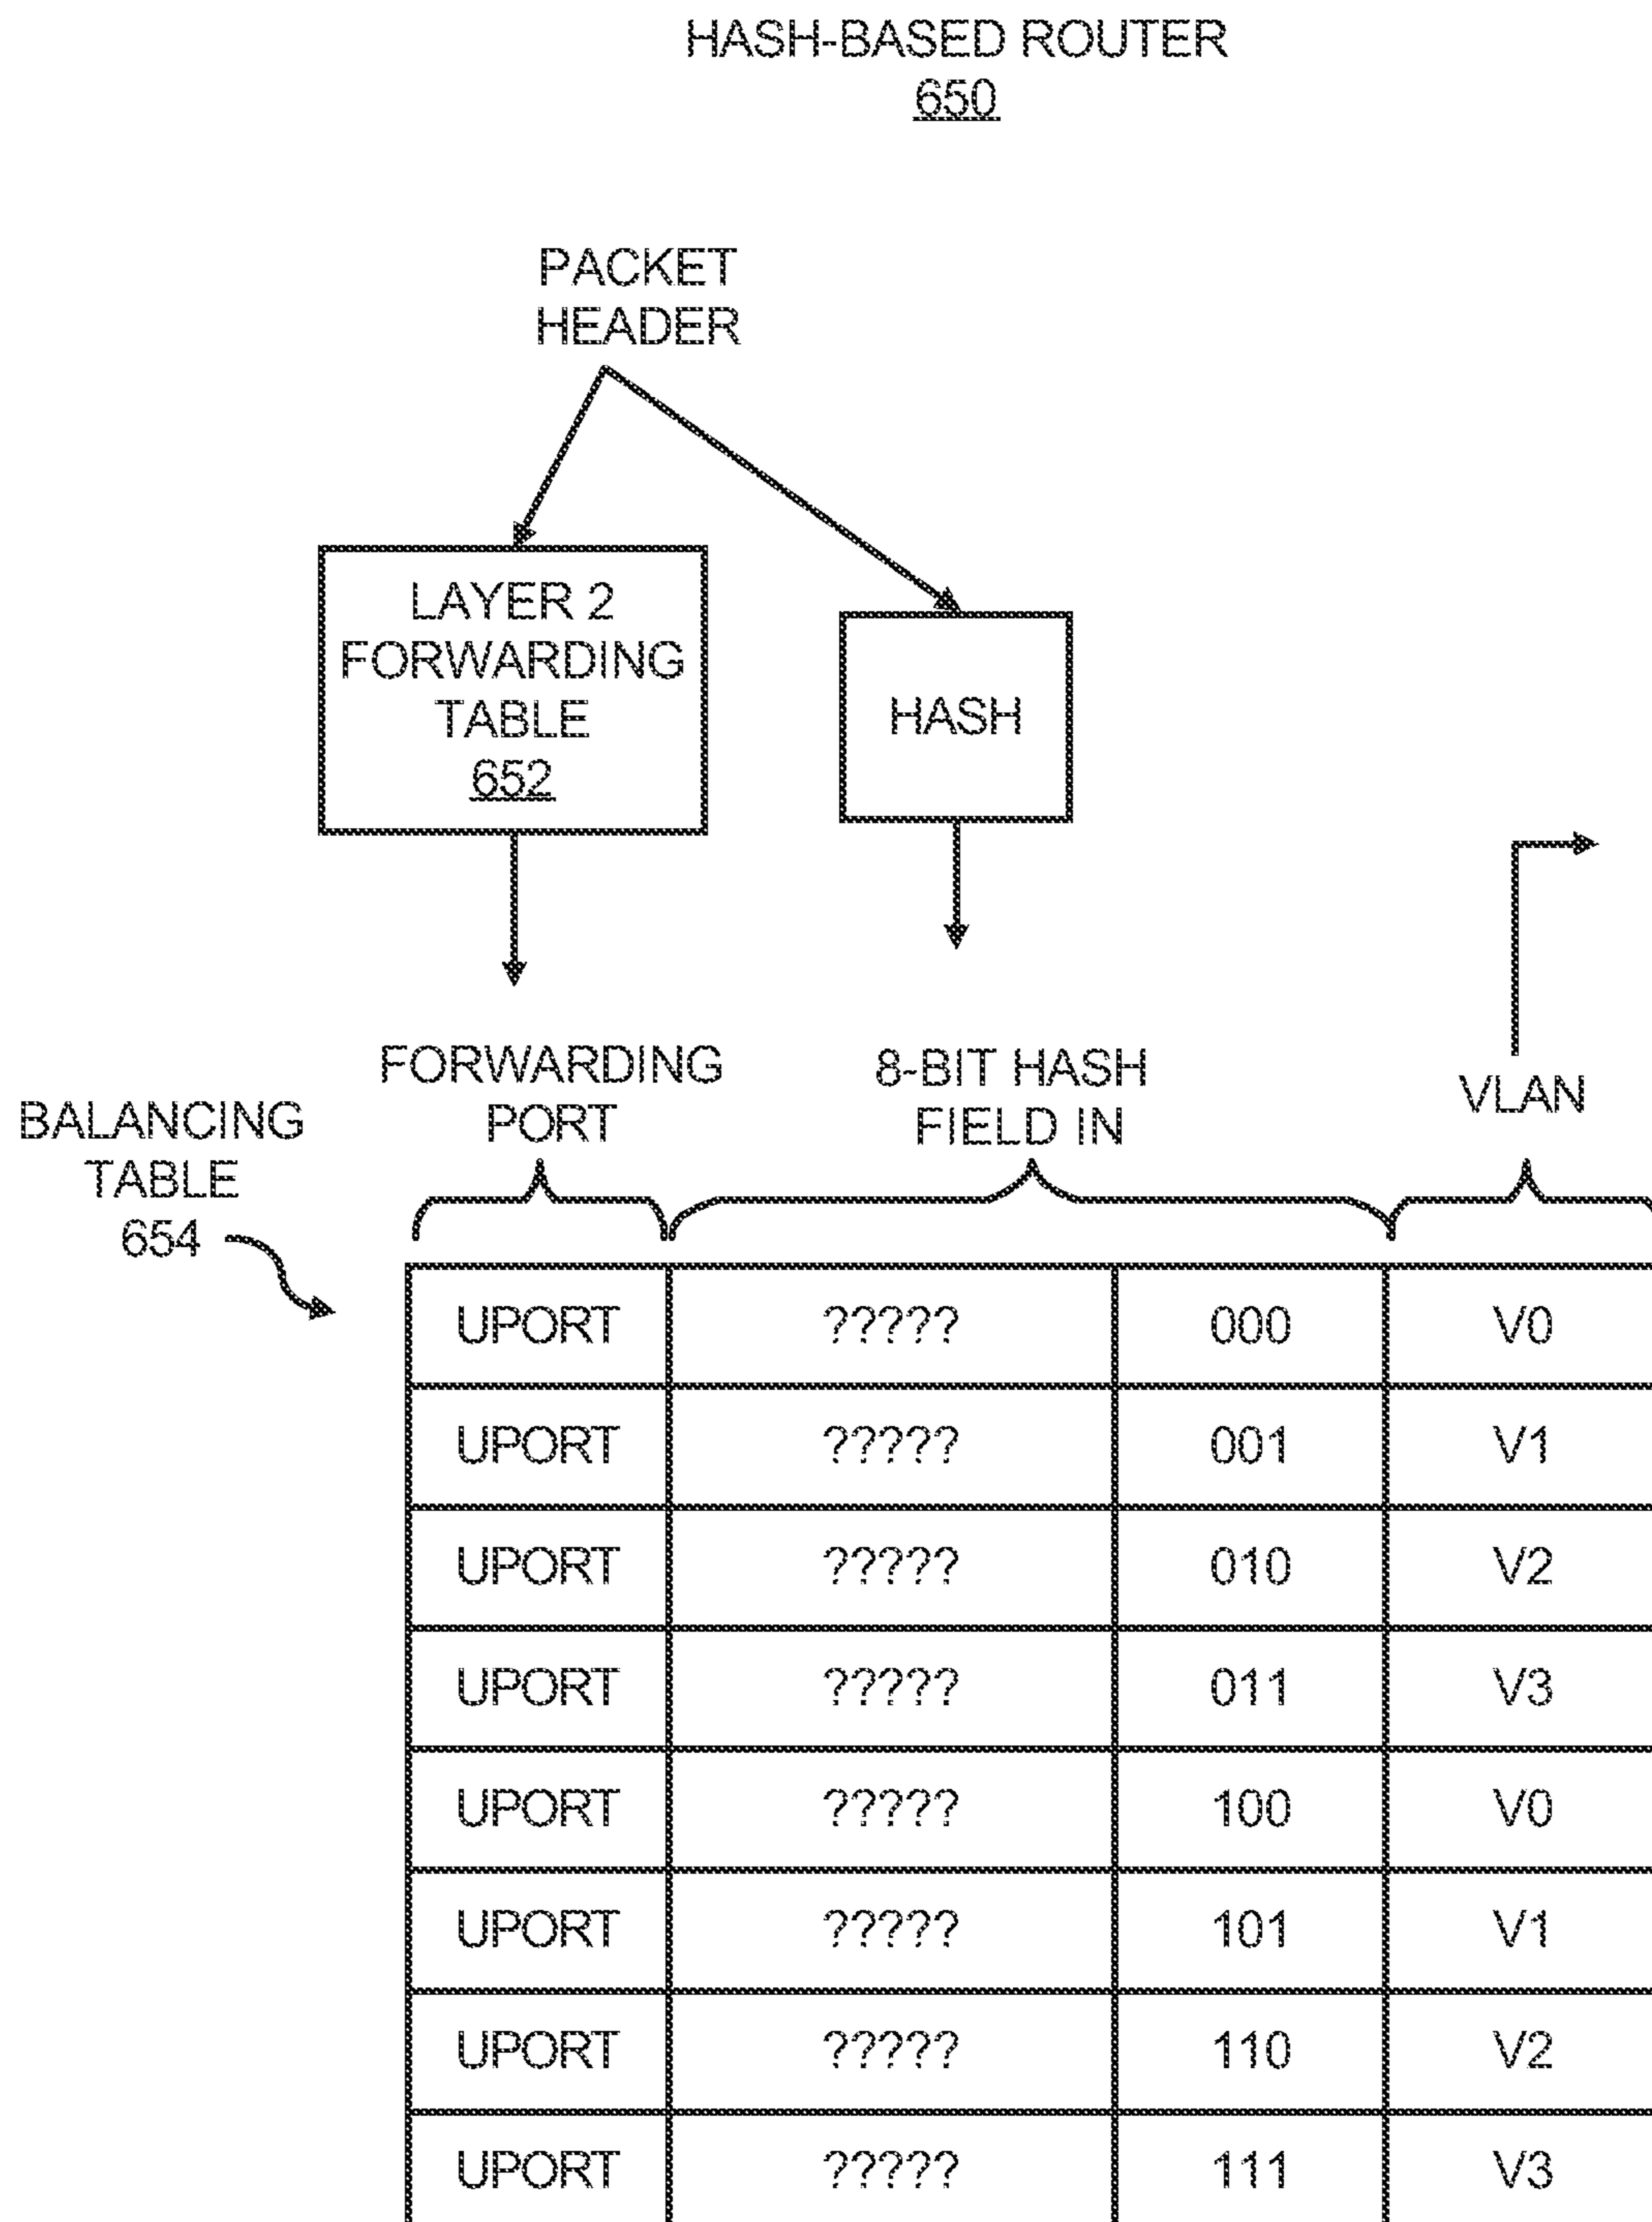 HASH-BASED ROUTER
650
PACKET
HEADER
LAYER 2
FORWARDING
TABLE
652
HASH
BALANCING
TABLE
654
FORWARDING
PORT
8-BIT HASH
FIELD IN
VLAN
UPORT ????? 000 V0
UPORT ????? 001 V1
UPORT ????? 010 V2
UPORT ????? 011 V3
UPORT ????? 100 V0
UPORT ????? 101 V1
UPORT ????? 110 V2
UPORT ????? 111 V3